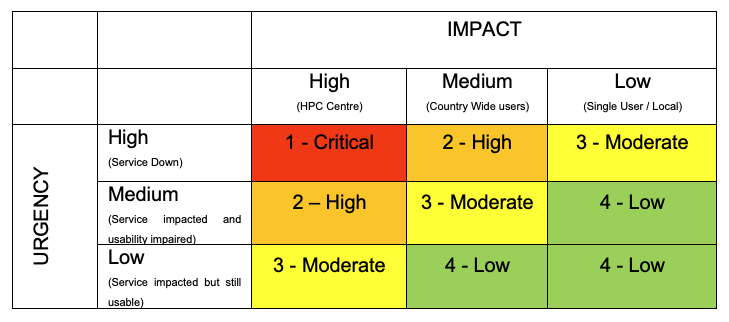 IMPACT
High
(HPC Centre)
Medium
(Country Wide users)
Low
(Single User / Local)
URGENCY
High
(Service Down)
1 - Critical
2 - High
3 - Moderate
Medium
(Service impacted and
usability impaired)
2 – High
3 - Moderate
4 - Low
Low
(Service impacted but still
usable)
3 - Moderate
4 - Low
4 - Low